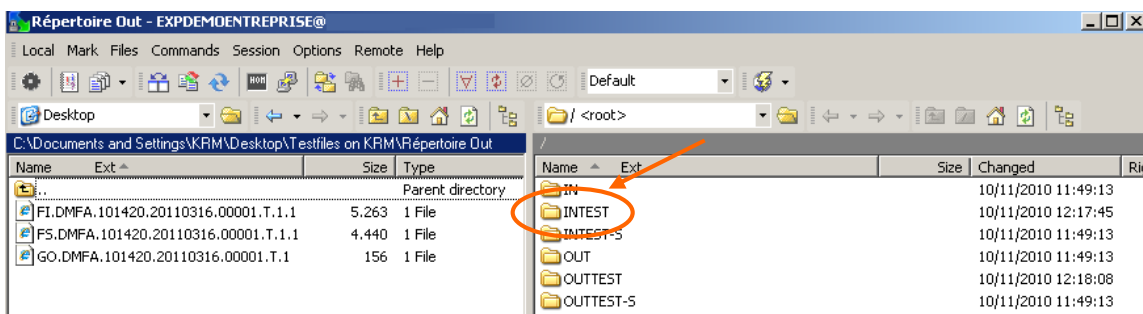 Répertoire Out - EXPDEMOENTREPRISE@
Local Mark Files Commands Session Options Remote Help
Default
Desktop
/ <root>
C:\Documents and Settings\KRM\Desktop\Testfiles on KRM\Répertoire Out
/
Name Ext Size Type
Name Ext Size Changed
.. Parent directory
FI.DMFA.101420.20110316.00001.T.1.1 5.263 1 File
FS.DMFA.101420.20110316.00001.T.1.1 4.440 1 File
GO.DMFA.101420.20110316.00001.T.1 156 1 File
IN 10/11/2010 11:49:13
INTEST 10/11/2010 12:17:45
INTEST-S 10/11/2010 11:49:13
OUT 10/11/2010 11:49:13
OUTTEST 10/11/2010 12:18:08
OUTTEST-S 10/11/2010 11:49:13